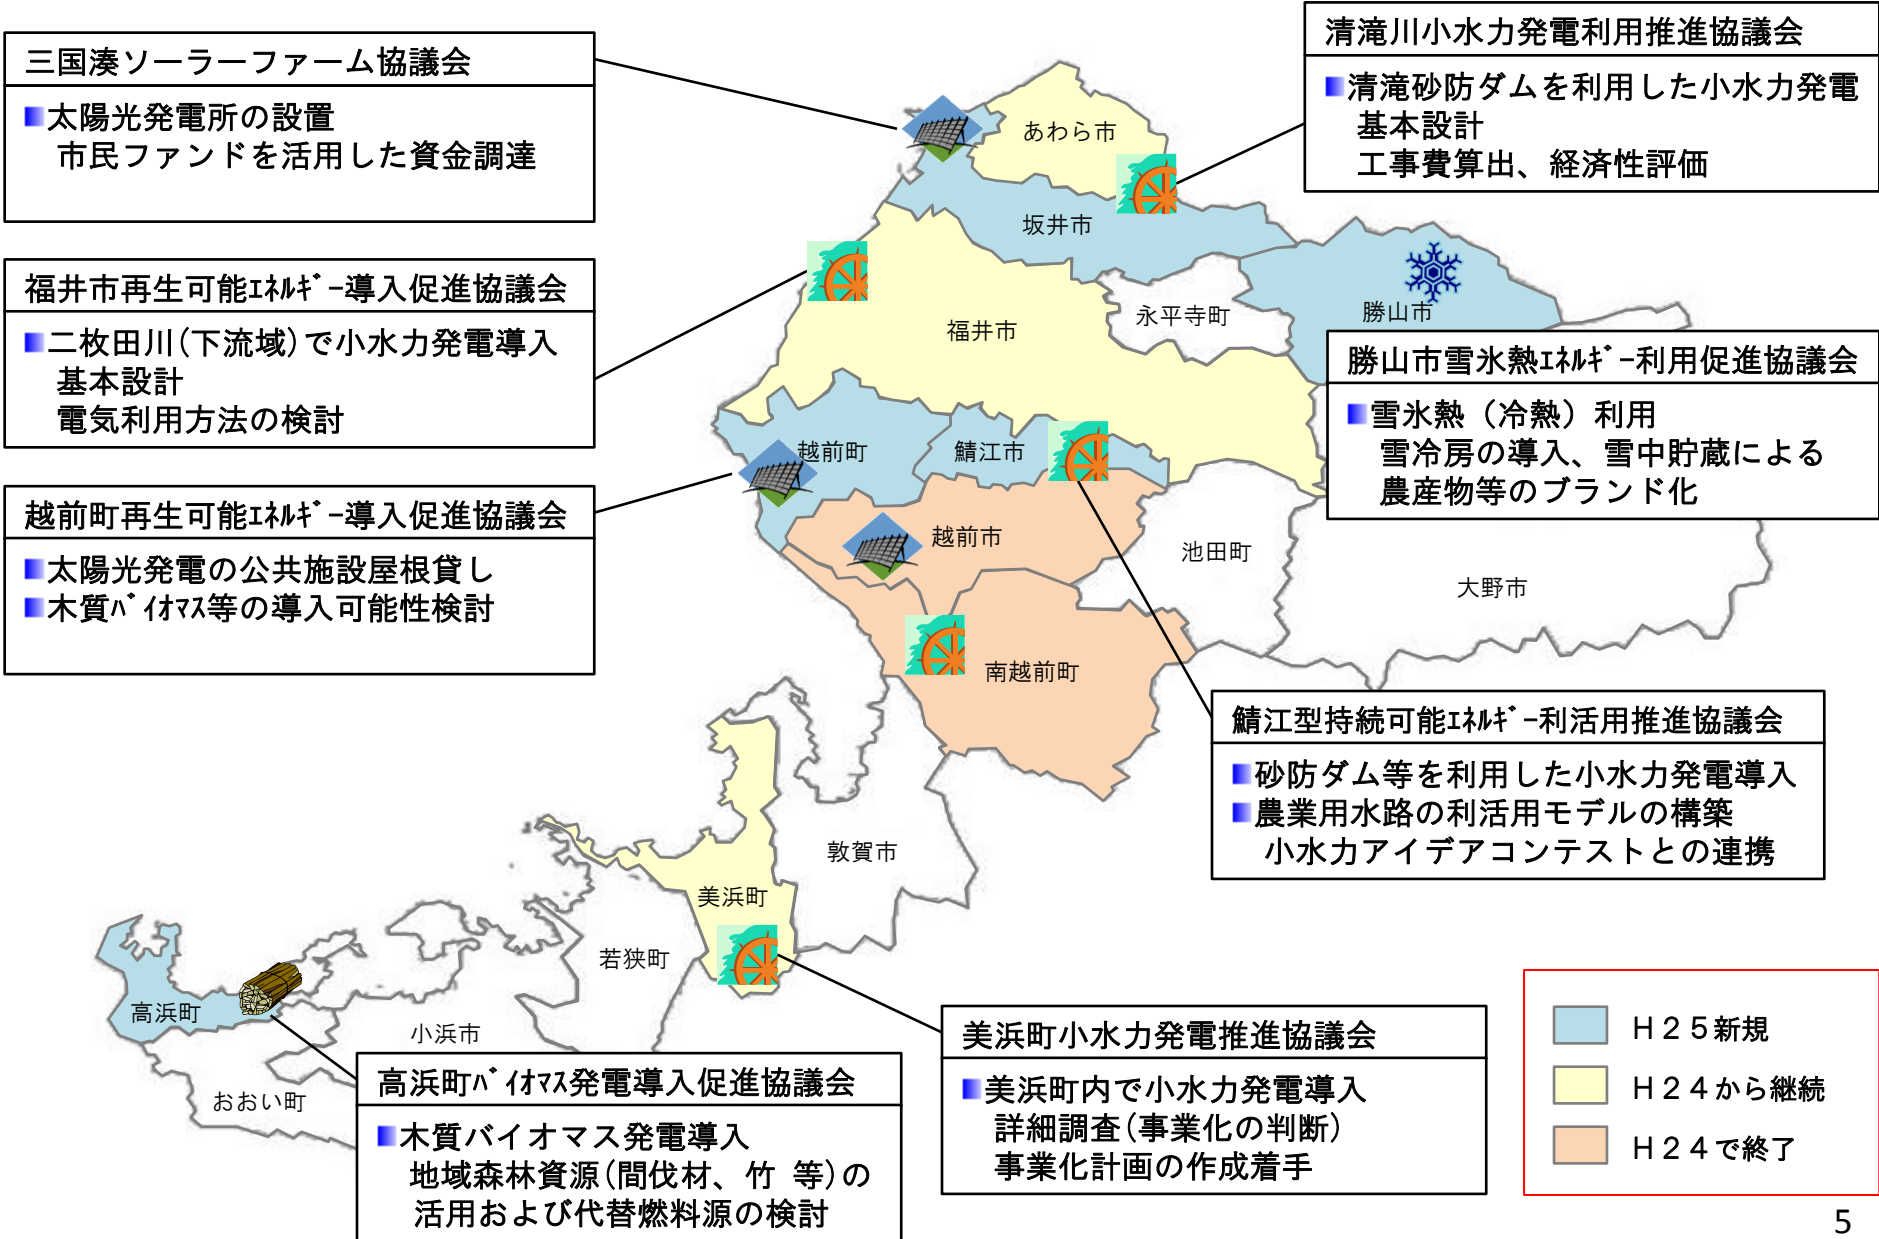 三国湊ソーラーファーム協議会
■太陽光発電所の設置
市民ファンドを活用した資金調達
福井市再生可能ｴﾈﾙｷﾞｰ導入促進協議会
■二枚田川(下流域)で小水力発電導入
基本設計
電気利用方法の検討
越前町再生可能ｴﾈﾙｷﾞｰ導入促進協議会
■太陽光発電の公共施設屋根貸し
■木質ﾊﾞｲｵﾏｽ等の導入可能性検討
清滝川小水力発電利用推進協議会
■清滝砂防ダムを利用した小水力発電
基本設計
工事費算出、経済性評価
あわら市
坂井市
福井市
永平寺町
勝山市
勝山市雪氷熱ｴﾈﾙｷﾞｰ利用促進協議会
■雪氷熱（冷熱）利用
雪冷房の導入、雪中貯蔵による
農産物等のブランド化
越前町
鯖江市
越前市
池田町
大野市
南越前町
鯖江型持続可能ｴﾈﾙｷﾞｰ利活用推進協議会
■砂防ダム等を利用した小水力発電導入
■農業用水路の利活用モデルの構築
小水力アイデアコンテストとの連携
敦賀市
美浜町
若狭町
高浜町
小浜市
おおい町
高浜町ﾊﾞｲｵﾏｽ発電導入促進協議会
■木質バイオマス発電導入
地域森林資源(間伐材、竹 等)の
活用および代替燃料源の検討
美浜町小水力発電推進協議会
■美浜町内で小水力発電導入
詳細調査(事業化の判断)
事業化計画の作成着手
Ｈ２５新規
Ｈ２４から継続
Ｈ２４で終了
5